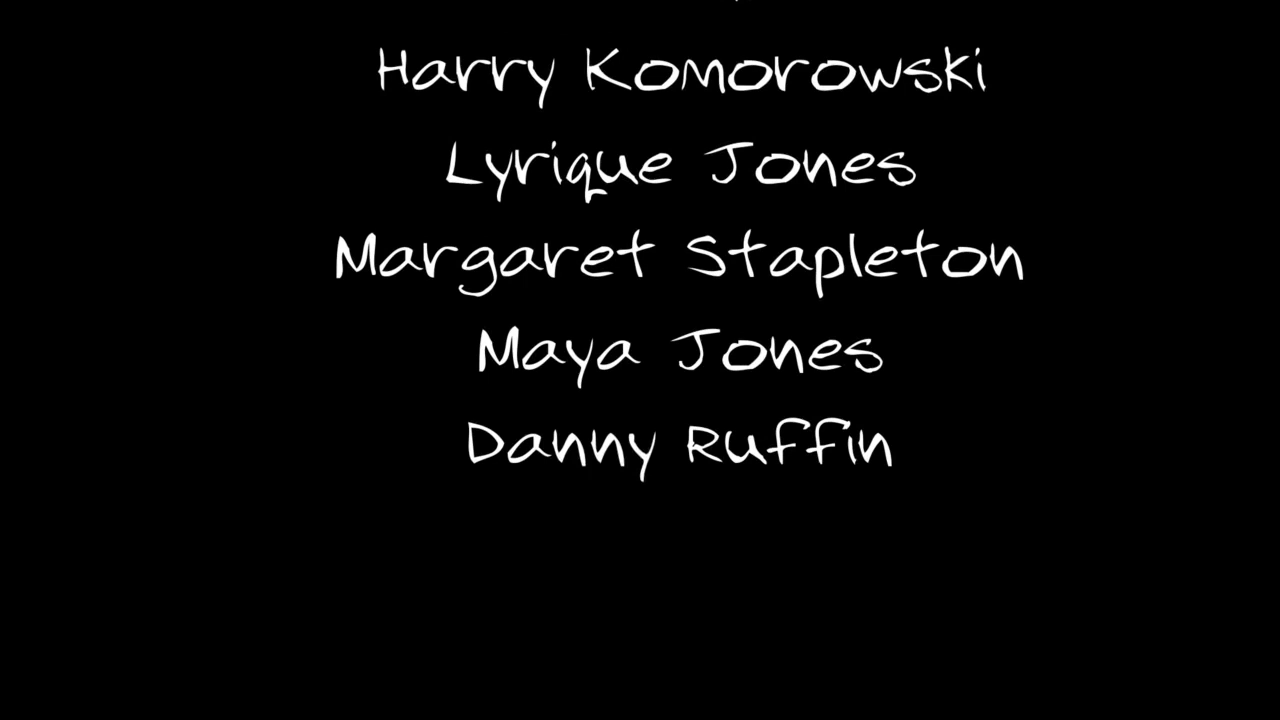 Harry Komorowski
Lyrique Jones
Margaret Stapleton
Maya Jones
Danny Ruffin